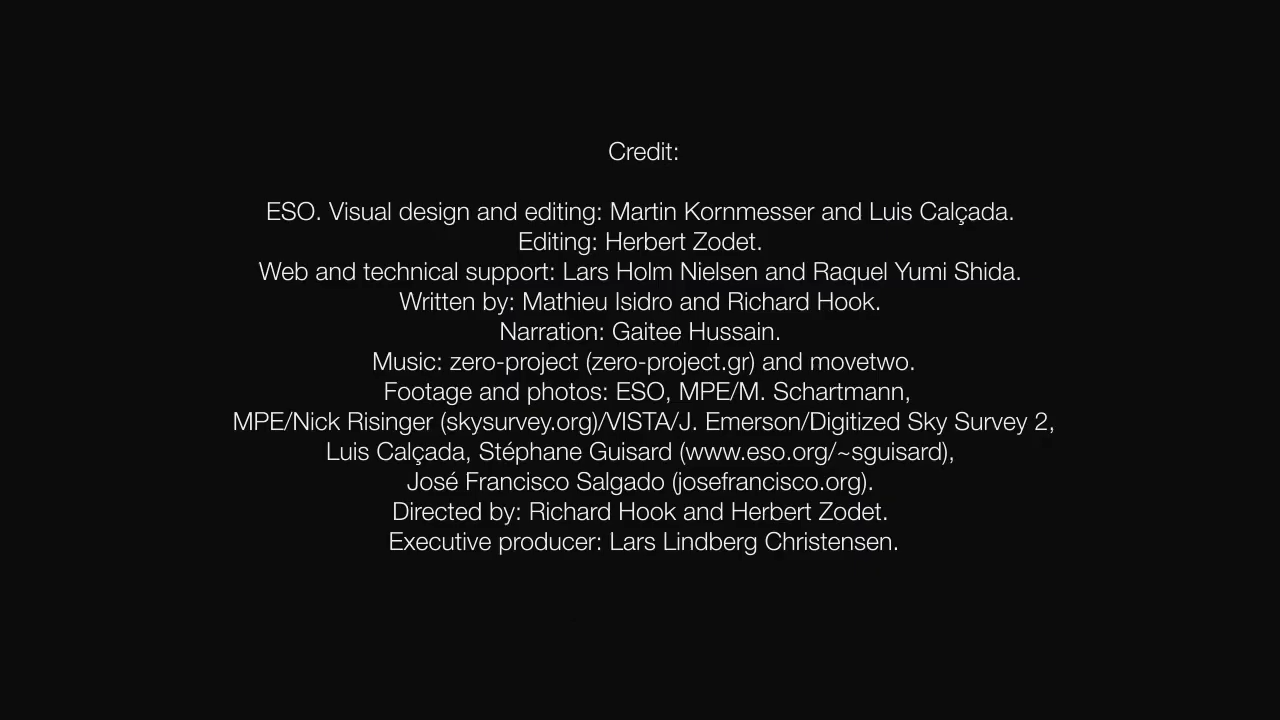 Credit:
ESO. Visual design and editing: Martin Kornmesser and Luis Calçada.
Editing: Herbert Zodet.
Web and technical support: Lars Holm Nielsen and Raquel Yumi Shida.
Written by: Mathieu Isidro and Richard Hook.
Narration: Gaitee Hussain.
Music: zero-project (zero-project.gr) and movetwo.
Footage and photos: ESO, MPE/M. Schartmann,
MPE/Nick Risinger (skysurvey.org)/VISTA/J. Emerson/Digitized Sky Survey 2,
Luis Calçada, Stéphane Guisard (www.eso.org/~sguisard),
José Francisco Salgado (josefrancisco.org).
Directed by: Richard Hook and Herbert Zodet.
Executive producer: Lars Lindberg Christensen.